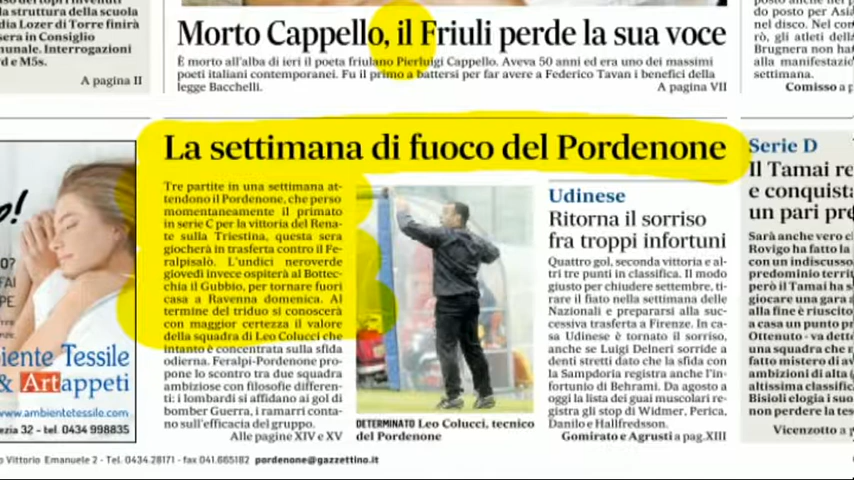 la struttura della scuola
dia Lozer di Torre finirà
sera in Consiglio
unale. Interrogazioni
d e M5s.
A pagina II
Morto Cappello, il Friuli perde la sua voce
È morto all'alba di ieri il poeta friulano Pierluigi Cappello. Aveva 50 anni ed era uno dei massimi
poeti italiani contemporanei. Fu il primo a battersi per far avere a Federico Tavan i benefici della
legge Bacchelli.
A pagina VII
do posto per Asia
nel disco. Nel con
rò, gli atleti della
Brugnera non ha
alla manifestazio
settimana.
Comisso a p
o!
O?
FAI
PE
iente Tessile
& Artappeti
www.ambientetessile.com
ezia 32 - tel. 0434 998835
La settimana di fuoco del Pordenone
Tre partite in una settimana at-
tendono il Pordenone, che perso
momentaneamente il primato
in serie C per la vittoria del Rena-
te sulla Triestina, questa sera
giocherà in trasferta contro il Fe-
ralpisalò. L'undici neroverde
giovedì invece ospiterà al Bottec-
chia il Gubbio, per tornare fuori
casa a Ravenna domenica. Al
termine del triduo si conoscerà
con maggior certezza il valore
della squadra di Leo Colucci che
intanto è concentrata sulla sfida
odierna. Feralpi-Pordenone propo-
ne lo scontro tra due squadra
ambiziose con filosofie differen-
ti: i lombardi si affidano ai gol di
bomber Guerra, i ramarri conta-
no sull'efficacia del gruppo.
Alle pagine XIV e XV
DETERMINATO Leo Colucci, tecnico
del Pordenone
Udinese
Ritorna il sorriso
fra troppi infortuni
Quattro gol, seconda vittoria e al-
tri tre punti in classifica. Il modo
giusto per chiudere settembre, ti-
rare il fiato nella settimana delle
Nazionali e prepararsi alla suc-
cessiva trasferta a Firenze. In ca-
sa Udinese è tornato il sorriso,
anche se Luigi Delneri sorride a
denti stretti dato che la sfida con
la Sampdoria registra anche l'in-
fortunio di Behrami. Da agosto a
oggi la lista dei guai muscolari re-
gistra gli stop di Widmer, Perica,
Danilo e Hallfredsson.
Gomirato e Agrusti a pag.XIII
Serie D
Il Tamai re
e conquista
un pari pre
Sarà anche vero c
Rovigo ha fatto la
con un indiscusso
predominio territ
però il Tamai ha s
giocare una gara a
alla fine è riuscito
a casa un punto p
Ottenuto - va dett
una squadra che n
fatto mistero di av
ambizioni di alta (
altissima classific
Bisioli elogia i suo
non perdere la tes
Vicenzotto a p
o Vittorio Emanuele 2 - Tel. 0434.28171 - fax 041.665182 pordenone@gazzettino.it